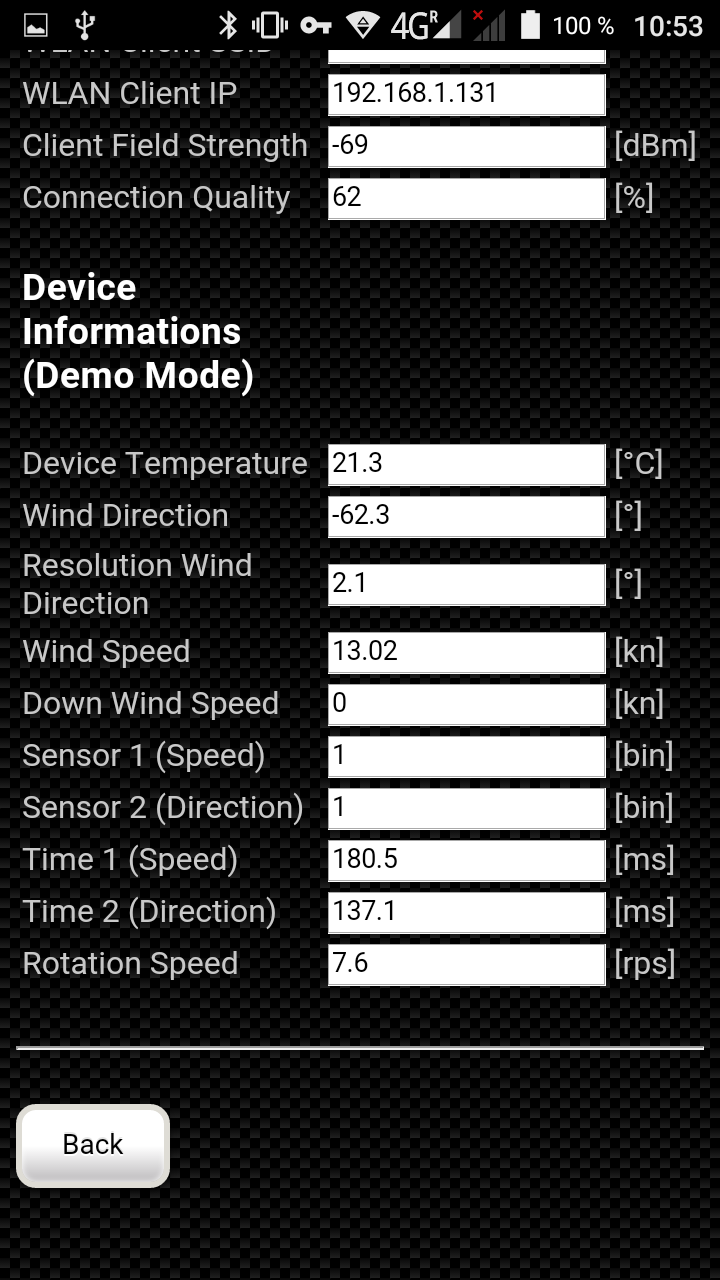 4G R 100 % 10:53
WLAN Client SSID
WLAN Client IP 192.168.1.131
Client Field Strength -69 [dBm]
Connection Quality 62 [%]
Device
Informations
(Demo Mode)
Device Temperature 21.3 [°C]
Wind Direction -62.3 [°]
Resolution Wind
Direction 2.1 [°]
Wind Speed 13.02 [kn]
Down Wind Speed 0 [kn]
Sensor 1 (Speed) 1 [bin]
Sensor 2 (Direction) 1 [bin]
Time 1 (Speed) 180.5 [ms]
Time 2 (Direction) 137.1 [ms]
Rotation Speed 7.6 [rps]
Back